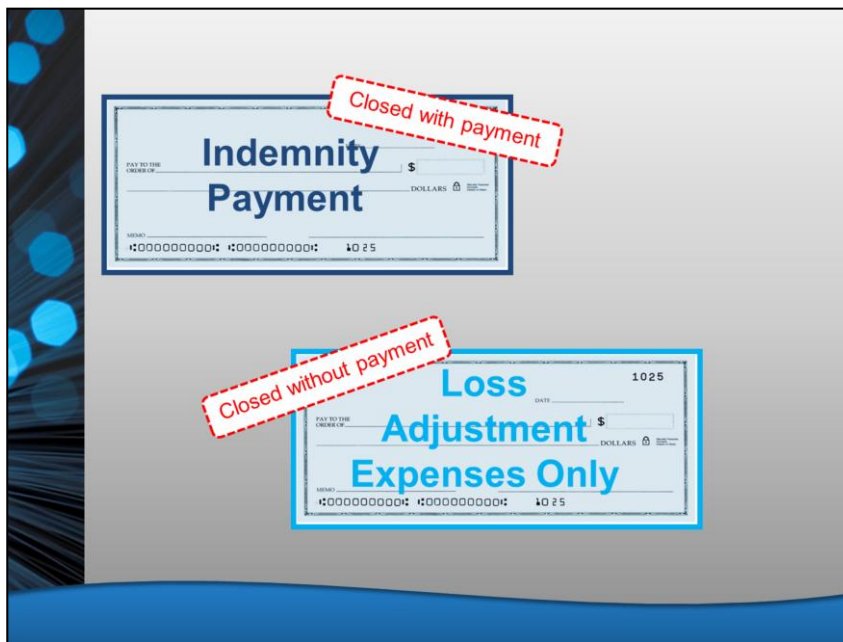 Closed with payment
Indemnity
PAY TO THE
ORDER OF
$
Payment
DOLLARS
MEMO
⑆000000000⑆ ⑆000000000⑆ 1025
Closed without payment
Loss
1025
DATE
PAY TO THE
ORDER OF
$
Adjustment
DOLLARS
Expenses Only
MEMO
⑆000000000⑆ ⑆000000000⑆ 1025